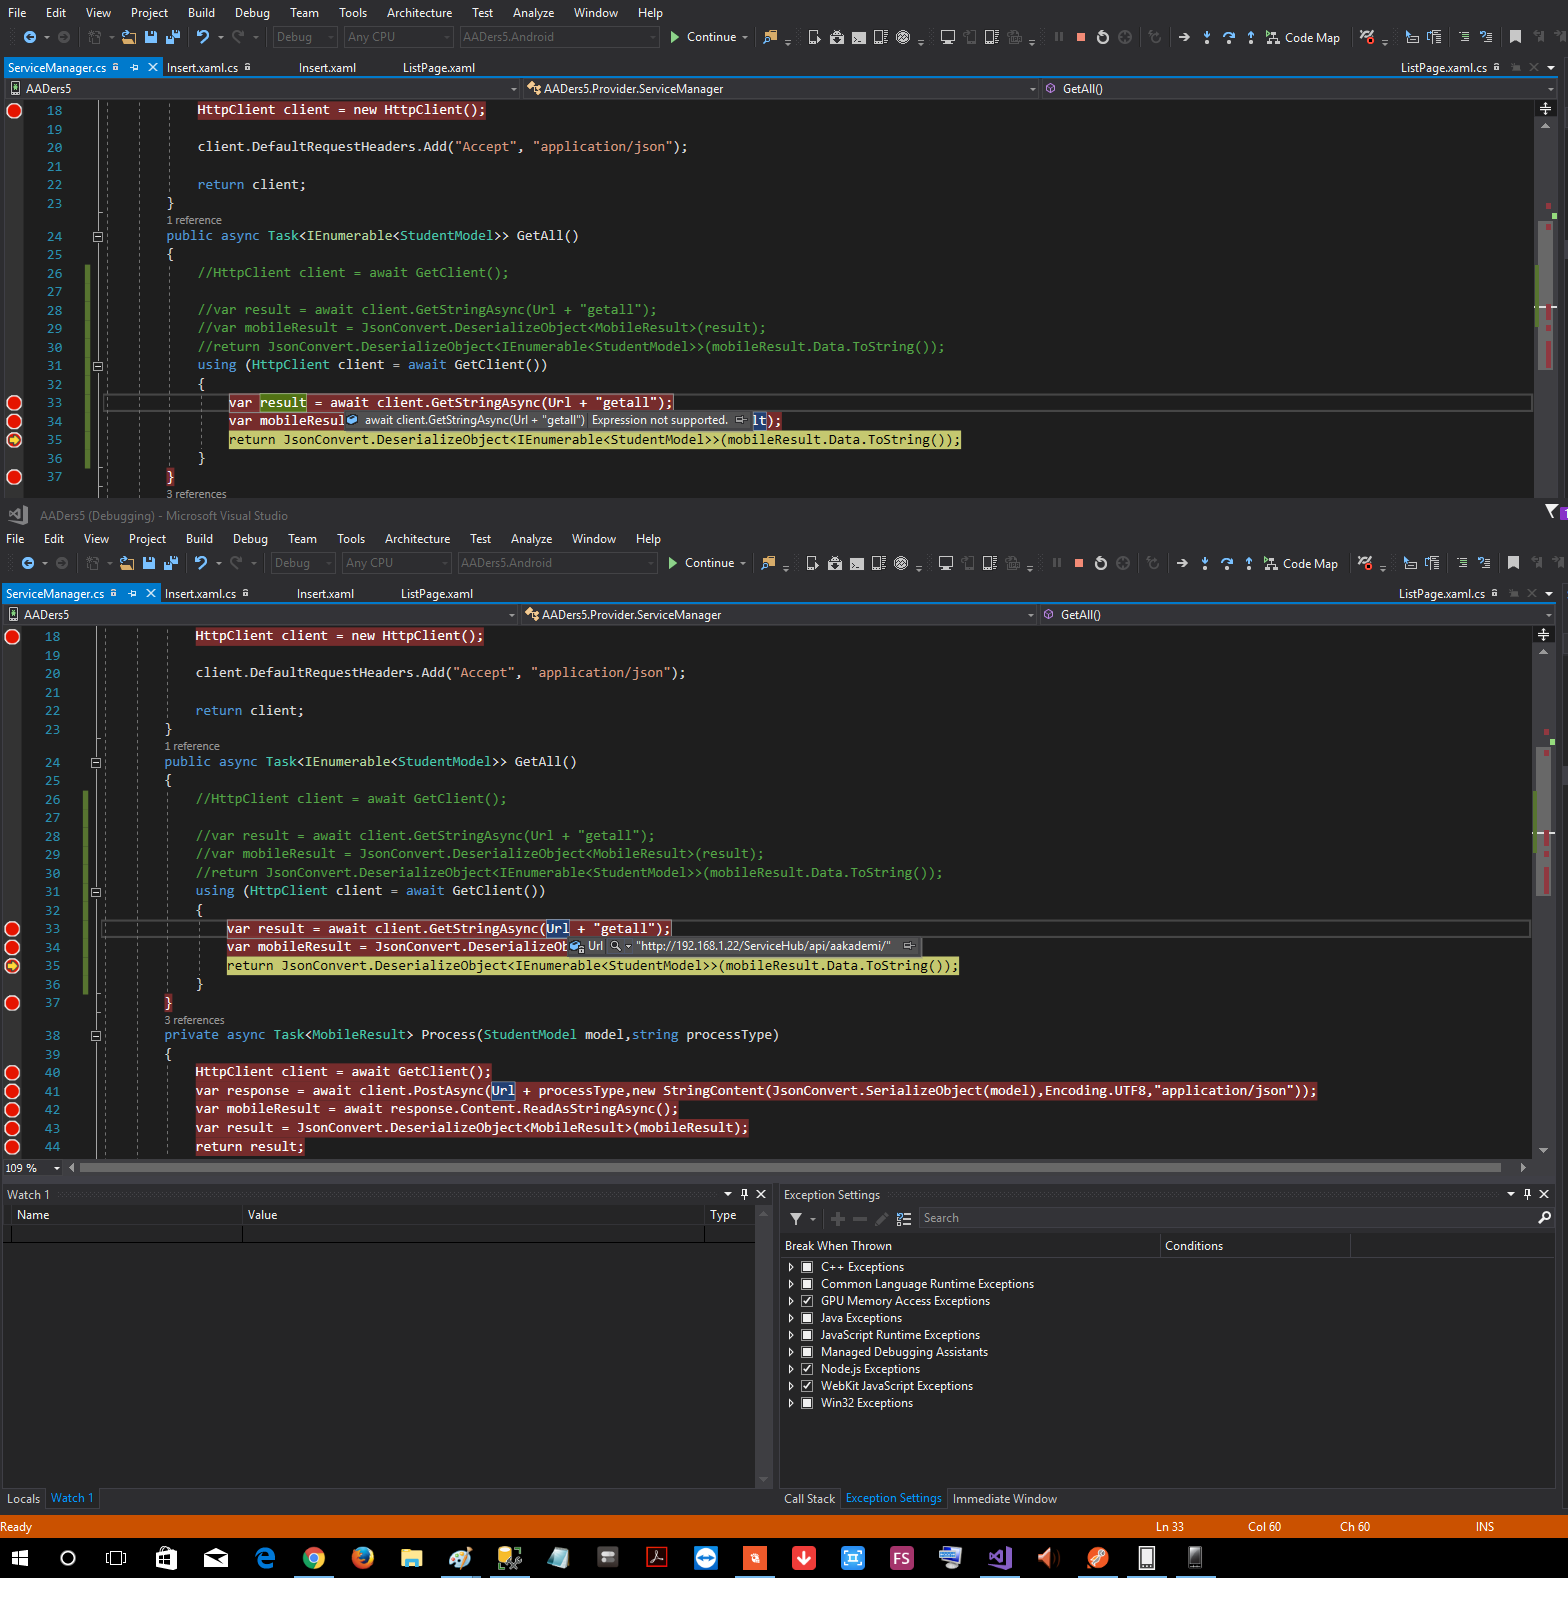 File Edit View Project Build Debug Team Tools Architecture Test Analyze Window Help
Debug Any CPU AADers5.Android Continue Code Map
ServiceManager.cs Insert.xaml.cs Insert.xaml ListPage.xaml ListPage.xaml.cs
AADers5 AADers5.Provider.ServiceManager GetAll()
18 HttpClient client = new HttpClient();
19
20 client.DefaultRequestHeaders.Add("Accept", "application/json");
21
22 return client;
23 }
1 reference
24 public async Task<IEnumerable<StudentModel>> GetAll()
25 {
26 //HttpClient client = await GetClient();
27
28 //var result = await client.GetStringAsync(Url + "getall");
29 //var mobileResult = JsonConvert.DeserializeObject<MobileResult>(result);
30 //return JsonConvert.DeserializeObject<IEnumerable<StudentModel>>(mobileResult.Data.ToString());
31 using (HttpClient client = await GetClient())
32 {
33 var result = await client.GetStringAsync(Url + "getall");
34 var mobileResul await client.GetStringAsync(Url + "getall") Expression not supported. lt);
35 return JsonConvert.DeserializeObject<IEnumerable<StudentModel>>(mobileResult.Data.ToString());
36 }
37 }
3 references
AADers5 (Debugging) - Microsoft Visual Studio 1
File Edit View Project Build Debug Team Tools Architecture Test Analyze Window Help
Debug Any CPU AADers5.Android Continue Code Map
ServiceManager.cs Insert.xaml.cs Insert.xaml ListPage.xaml ListPage.xaml.cs
AADers5 AADers5.Provider.ServiceManager GetAll()
18 HttpClient client = new HttpClient();
19
20 client.DefaultRequestHeaders.Add("Accept", "application/json");
21
22 return client;
23 }
1 reference
24 public async Task<IEnumerable<StudentModel>> GetAll()
25 {
26 //HttpClient client = await GetClient();
27
28 //var result = await client.GetStringAsync(Url + "getall");
29 //var mobileResult = JsonConvert.DeserializeObject<MobileResult>(result);
30 //return JsonConvert.DeserializeObject<IEnumerable<StudentModel>>(mobileResult.Data.ToString());
31 using (HttpClient client = await GetClient())
32 {
33 var result = await client.GetStringAsync(Url + "getall");
34 var mobileResult = JsonConvert.DeserializeOb Url "http://192.168.1.22/ServiceHub/api/aakademi/"
35 return JsonConvert.DeserializeObject<IEnumerable<StudentModel>>(mobileResult.Data.ToString());
36 }
37 }
3 references
38 private async Task<MobileResult> Process(StudentModel model,string processType)
39 {
40 HttpClient client = await GetClient();
41 var response = await client.PostAsync(Url + processType,new StringContent(JsonConvert.SerializeObject(model),Encoding.UTF8,"application/json"));
42 var mobileResult = await response.Content.ReadAsStringAsync();
43 var result = JsonConvert.DeserializeObject<MobileResult>(mobileResult);
44 return result;
109 %
Watch 1 Exception Settings
Name Value Type Search
Break When Thrown Conditions
C++ Exceptions
Common Language Runtime Exceptions
GPU Memory Access Exceptions
Java Exceptions
JavaScript Runtime Exceptions
Managed Debugging Assistants
Node.js Exceptions
WebKit JavaScript Exceptions
Win32 Exceptions
Locals Watch 1 Call Stack Exception Settings Immediate Window
Ready Ln 33 Col 60 Ch 60 INS
FS